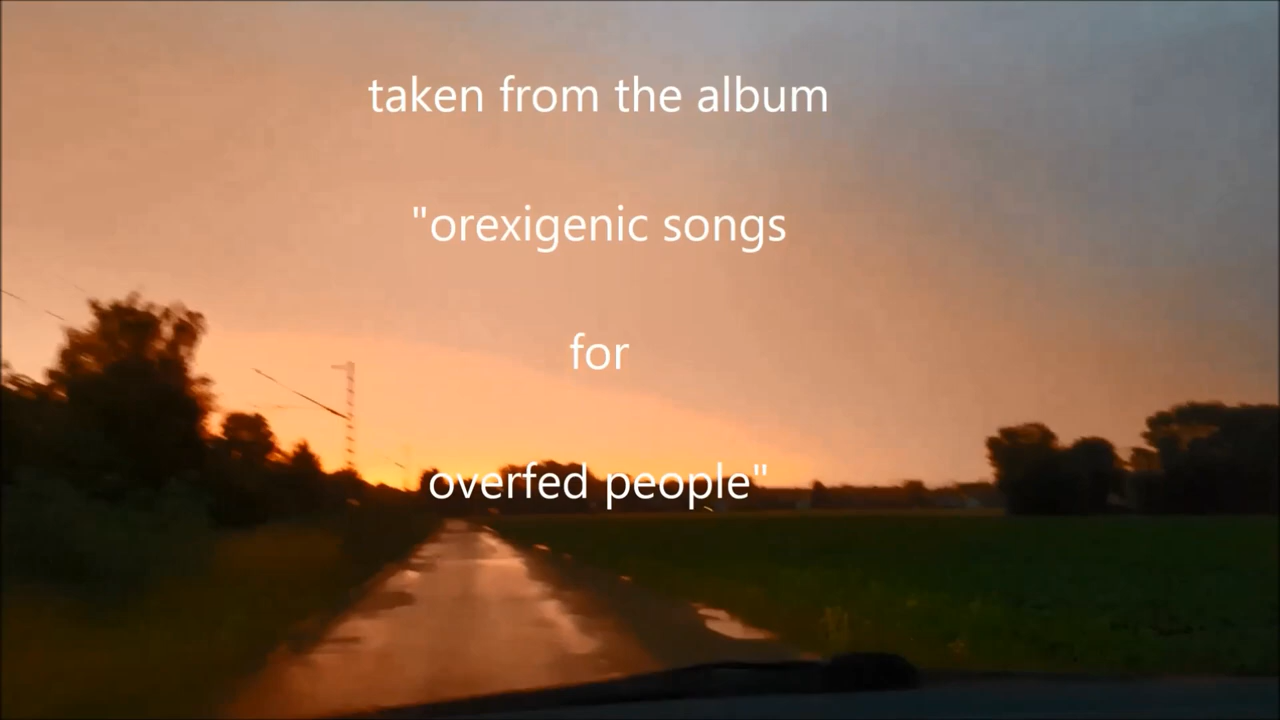 taken from the album
"orexigenic songs
for
overfed people"